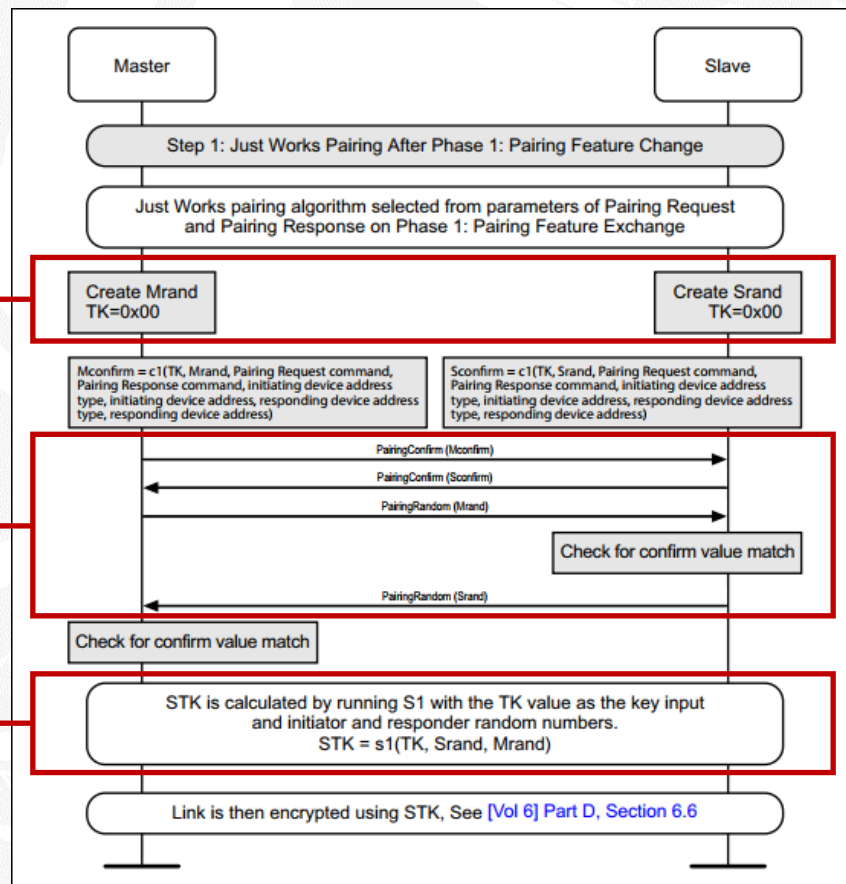 Master
Slave
Step 1: Just Works Pairing After Phase 1: Pairing Feature Change
Just Works pairing algorithm selected from parameters of Pairing Request
and Pairing Response on Phase 1: Pairing Feature Exchange
Create Mrand
TK=0x00
Create Srand
TK=0x00
Mconfirm = c1(TK, Mrand, Pairing Request command,
Pairing Response command, initiating device address
type, initiating device address, responding device address
type, responding device address)
Sconfirm = c1(TK, Srand, Pairing Request command,
Pairing Response command, initiating device address
type, initiating device address, responding device address
type, responding device address)
PairingConfirm (Mconfirm)
PairingConfirm (Sconfirm)
PairingRandom (Mrand)
Check for confirm value match
PairingRandom (Srand)
Check for confirm value match
STK is calculated by running S1 with the TK value as the key input
and initiator and responder random numbers.
STK = s1(TK, Srand, Mrand)
Link is then encrypted using STK, See [Vol 6] Part D, Section 6.6